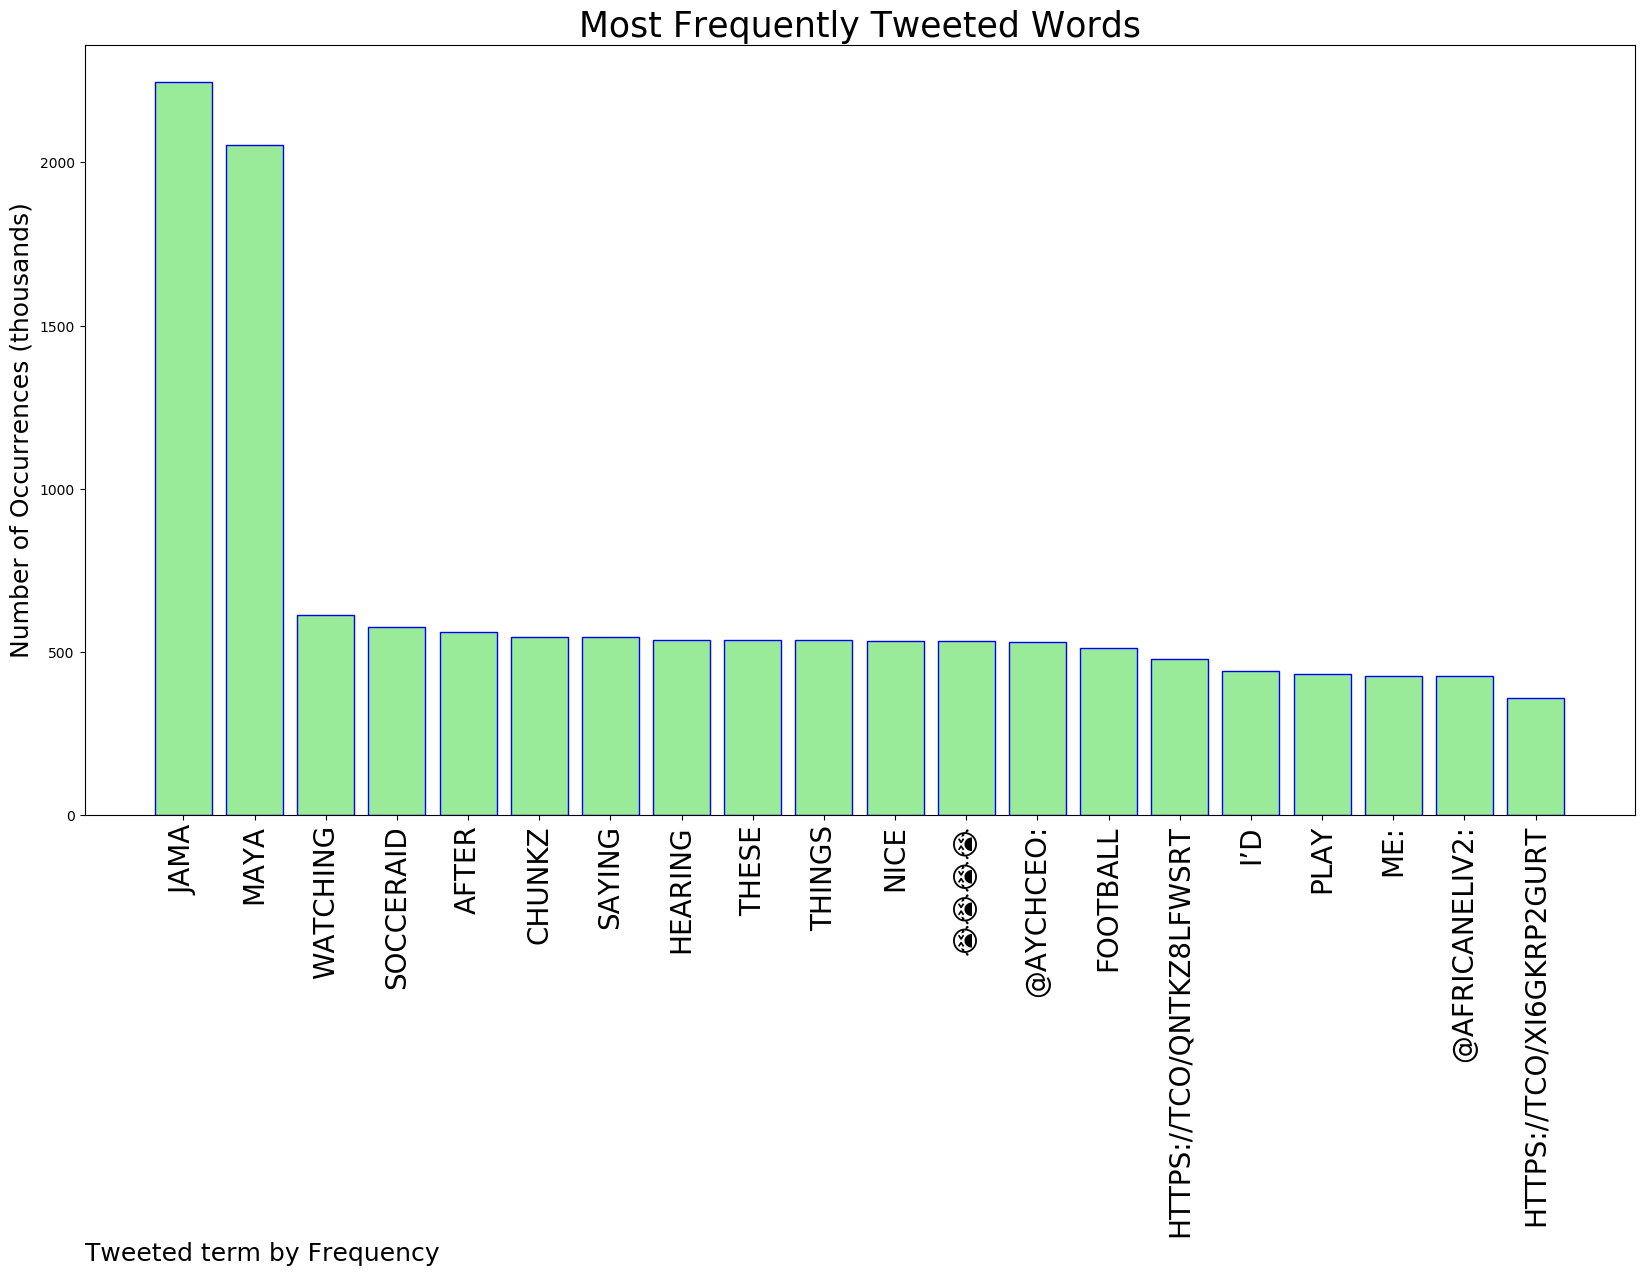 Most Frequently Tweeted Words
Number of Occurrences (thousands)
2000
1500
1000
500
0
JAMA
MAYA
WATCHING
SOCCERAID
AFTER
CHUNKZ
SAYING
HEARING
THESE
THINGS
NICE
😭😭😭😭
@AYCHCEO:
FOOTBALL
HTTPS://TCO/QNTKZ8LFWSRT
I’D
PLAY
ME:
@AFRICANELIV2:
HTTPS://TCO/XI6GKRP2GURT
Tweeted term by Frequency